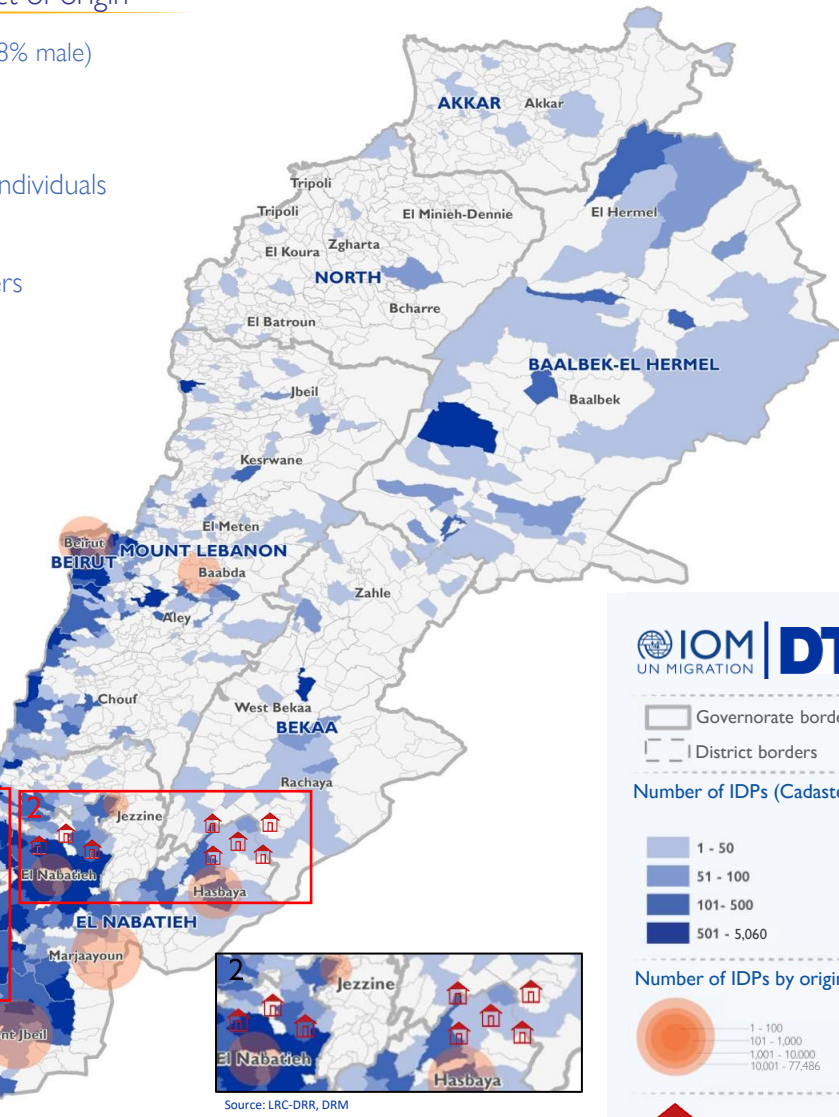 8% male)
ndividuals
ers
AKKAR
Akkar
Tripoli
Tripoli
El Minieh-Dennie
El Hermel
El Koura
Zgharta
NORTH
Bcharre
El Batroun
BAALBEK-EL HERMEL
Baalbek
Jbeil
Kesrwane
El Meten
Beirut
BEIRUT
MOUNT LEBANON
Baabda
Zahle
Aley
Chouf
West Bekaa
BEKAA
Rachaya
2
Jezzine
El Nabatieh
Hasbaya
EL NABATIEH
Marjaayoun
nt Jbeil
2
Jezzine
El Nabatieh
Hasbaya
Source: LRC-DRR, DRM
IOM
UN MIGRATION
DT
Governorate borde
District borders
Number of IDPs (Cadaste
1 - 50
51 - 100
101- 500
501 - 5,060
Number of IDPs by origin
1 - 100
101 - 1,000
1,001 - 10,000
10,001 - 77,486